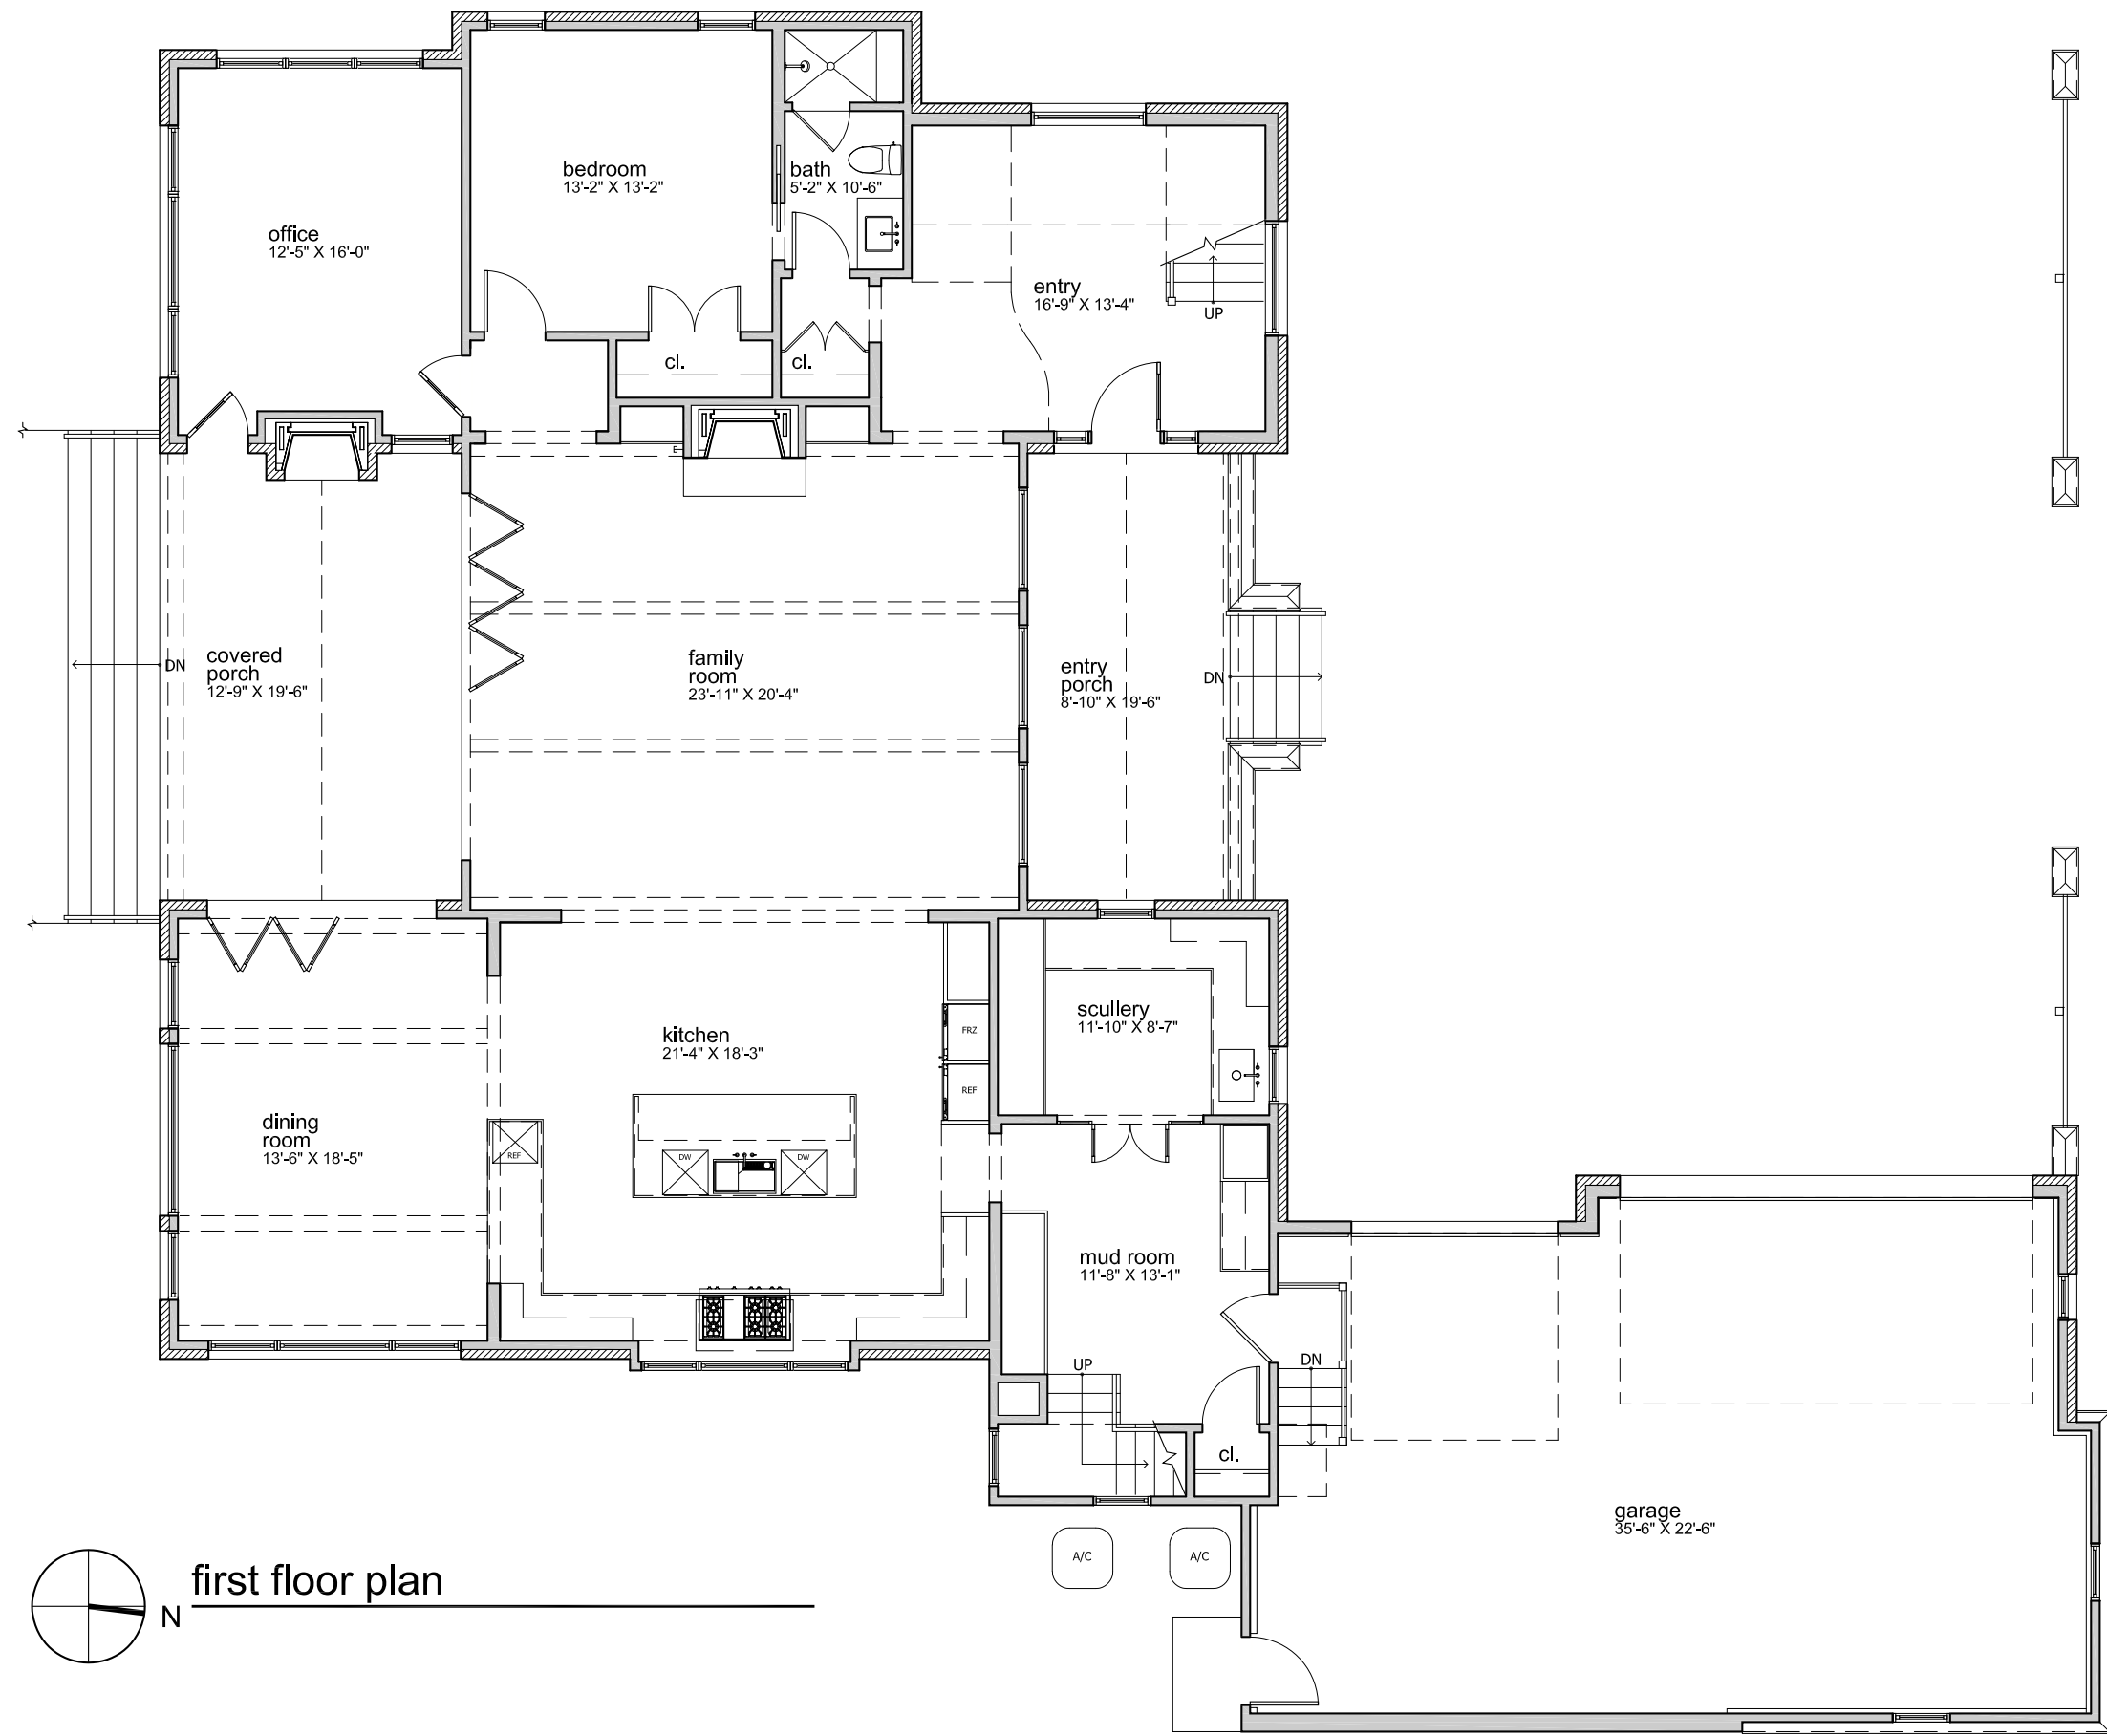 bedroom
13'-2" X 13'-2"
bath
5'-2" X 10'-6"
office
12'-5" X 16'-0"
entry
16'-9" X 13'-4"
UP
cl.
cl.
covered
porch
12'-9" X 19'-6"
DN
family
room
23'-11" X 20'-4"
entry
porch
8'-10" X 19'-6"
DN
kitchen
21'-4" X 18'-3"
FRZ
REF
scullery
11'-10" X 8'-7"
dining
room
13'-6" X 18'-5"
REF
DW
DW
mud room
11'-8" X 13'-1"
UP
DN
cl.
garage
35'-6" X 22'-6"
A/C
A/C
N
first floor plan